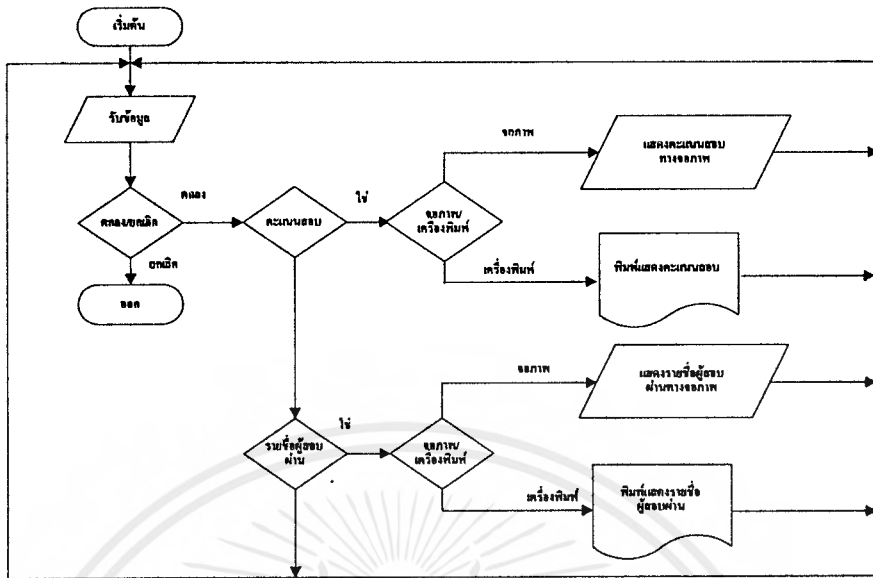 เริ่มต้น
รับข้อมูล
ตกลง/ยกเลิก
ตกลง
ยกเลิก
ออก
คะแนนสอบ
ใช่
จอภาพ/
เครื่องพิมพ์
จอภาพ
แสดงคะแนนสอบ
ทางจอภาพ
เครื่องพิมพ์
พิมพ์แสดงคะแนนสอบ
รายชื่อผู้สอบ
ผ่าน
ใช่
จอภาพ/
เครื่องพิมพ์
จอภาพ
แสดงรายชื่อผู้สอบ
ผ่านทางจอภาพ
เครื่องพิมพ์
พิมพ์แสดงรายชื่อ
ผู้สอบผ่าน